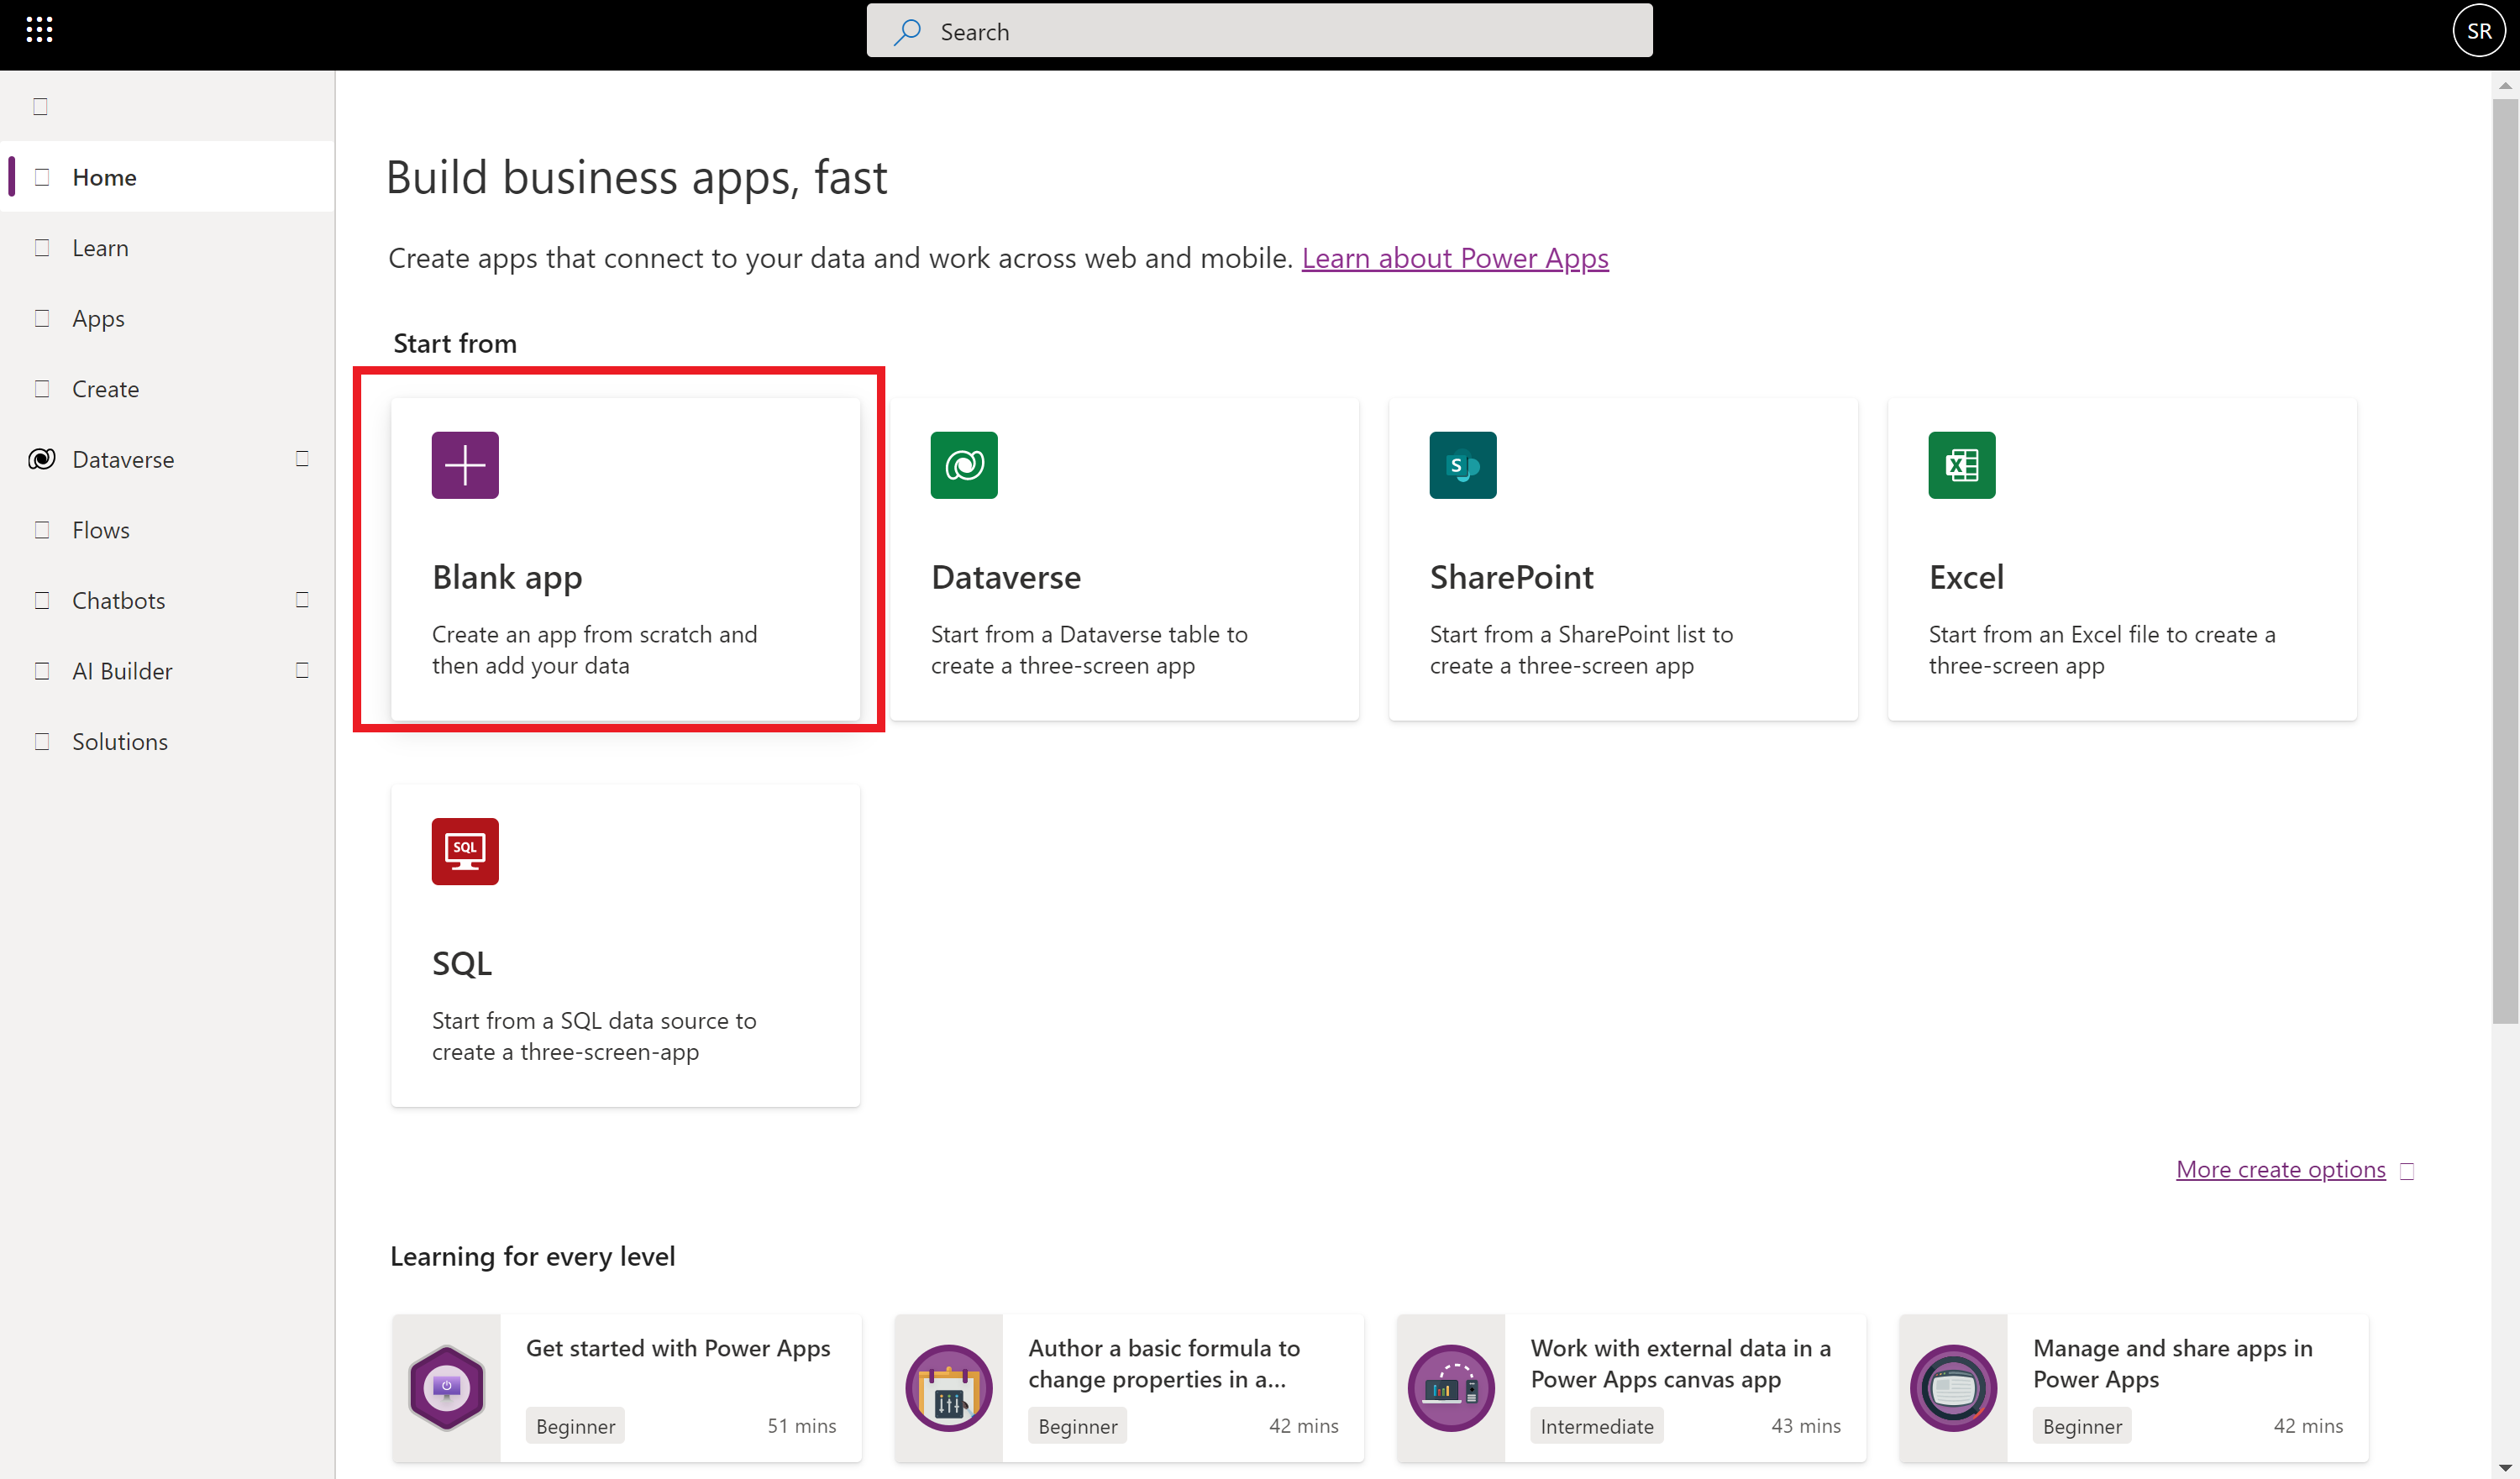 Search
SR
Home
Learn
Apps
Create
Dataverse
Flows
Chatbots
AI Builder
Solutions
Build business apps, fast
Create apps that connect to your data and work across web and mobile. Learn about Power Apps
Start from
Blank app
Create an app from scratch and
then add your data
Dataverse
Start from a Dataverse table to
create a three-screen app
S
SharePoint
Start from a SharePoint list to
create a three-screen app
X
Excel
Start from an Excel file to create a
three-screen app
SQL
SQL
Start from a SQL data source to
create a three-screen-app
More create options
Learning for every level
Get started with Power Apps
Beginner 51 mins
Author a basic formula to
change properties in a...
Beginner 42 mins
Work with external data in a
Power Apps canvas app
Intermediate 43 mins
Manage and share apps in
Power Apps
Beginner 42 mins